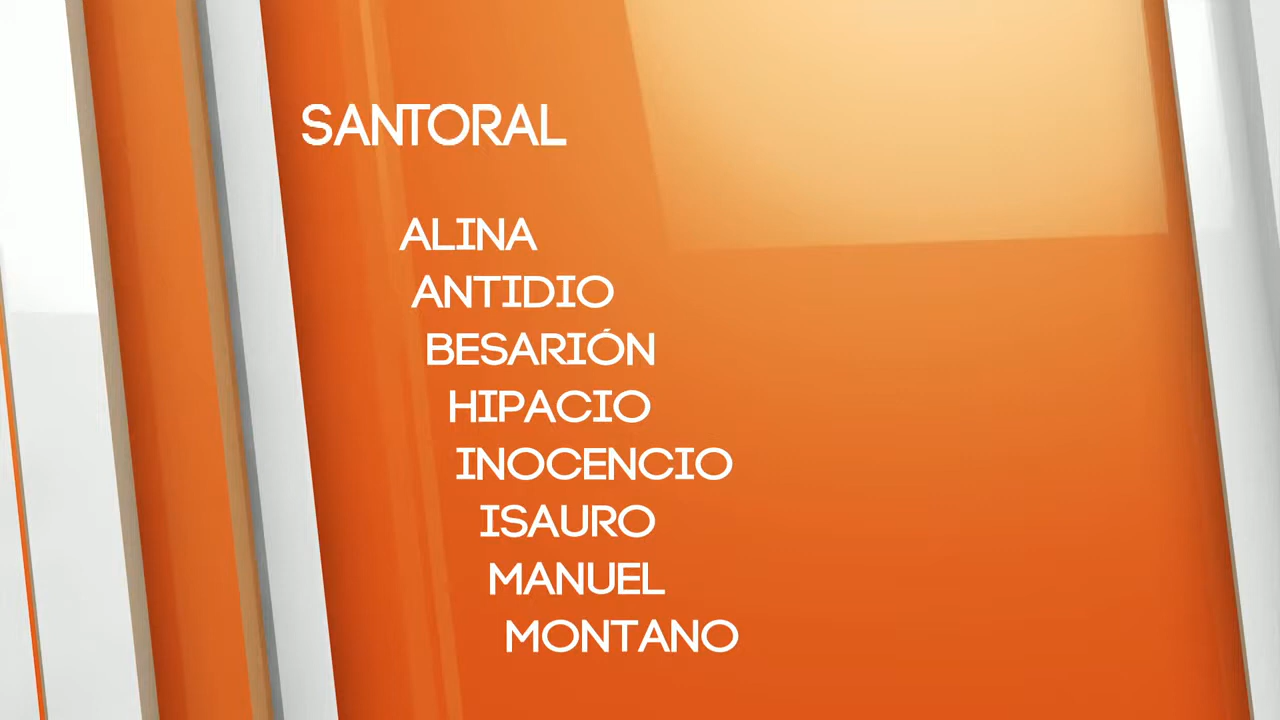 SANTORAL
ALINA
ANTIDIO
BESARIÓN
HIPACIO
INOCENCIO
ISAURO
MANUEL
MONTANO